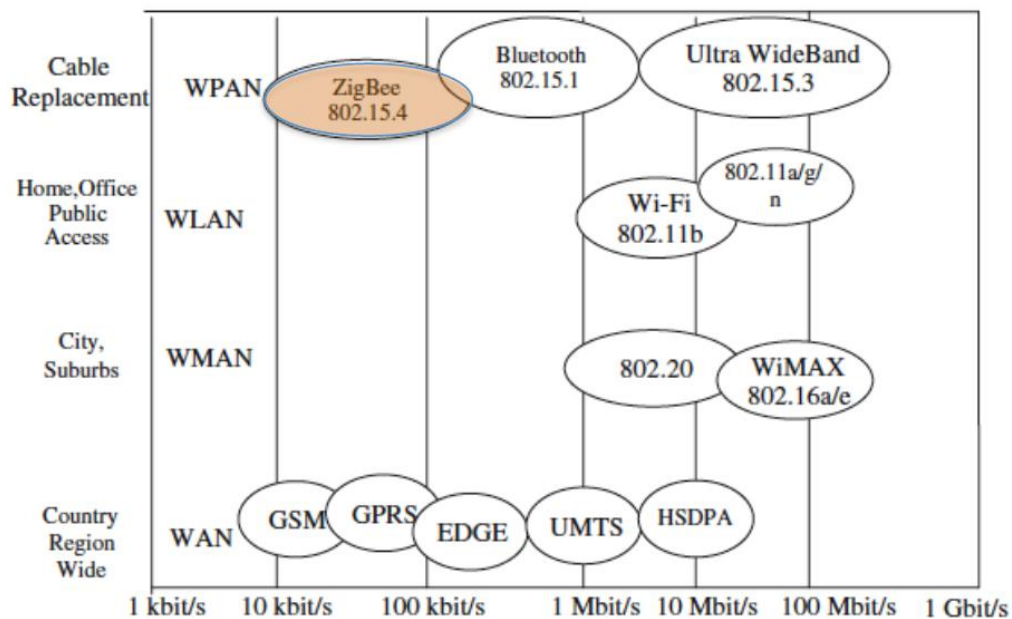 Cable
Replacement
WPAN
ZigBee
802.15.4
Bluetooth
802.15.1
Ultra WideBand
802.15.3
Home,Office
Public
Access
WLAN
Wi-Fi
802.11b
802.11a/g/
n
City,
Suburbs
WMAN
802.20
WiMAX
802.16a/e
Country
Region
Wide
WAN
GSM
GPRS
EDGE
UMTS
HSDPA
1 kbit/s 10 kbit/s 100 kbit/s 1 Mbit/s 10 Mbit/s 100 Mbit/s 1 Gbit/s